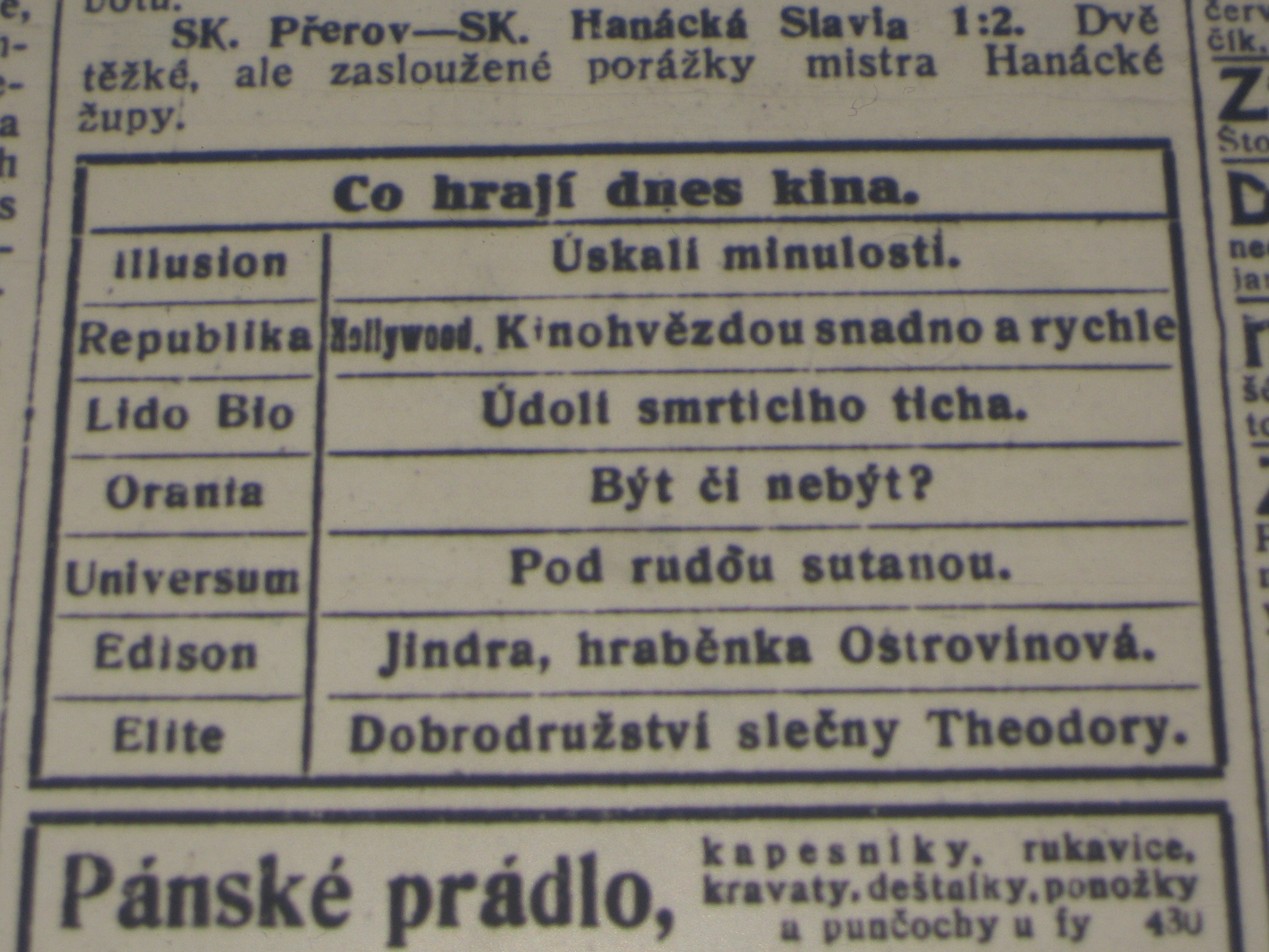 SK. Přerov—SK. Hanácká Slavia 1:2. Dvě
těžké, ale zasloužené porážky mistra Hanácké
župy.
Co hrají dnes kina.
Illusion Úskalí minulosti.
Republika Hollywood. Kinohvězdou snadno a rychle
Lido Bio Údolí smrticího ticha.
Orania Být či nebýt?
Universum Pod rudou sutanou.
Edison Jindra, hraběnka Ostrovínová.
Elite Dobrodružství slečny Theodory.
Pánské prádlo,
kapesníky, rukavice,
kravaty, deštníky, ponožky
a punčochy u fy 430